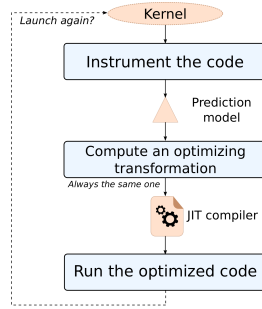 Kernel
Launch again?
Instrument the code
Prediction
model
Compute an optimizing
transformation
Always the same one
JIT compiler
Run the optimized code